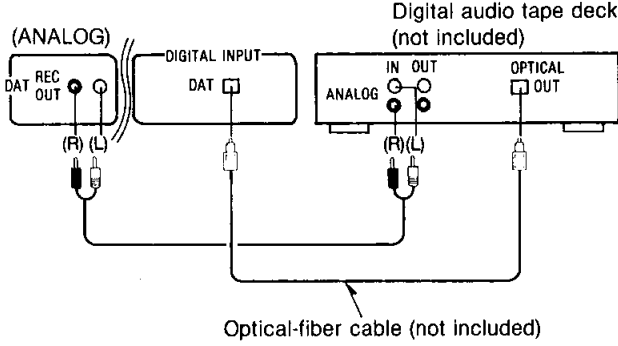 Digital audio tape deck
(not included)
(ANALOG)
DAT REC OUT
(R) (L)
DIGITAL INPUT
DAT
ANALOG
IN OUT
OPTICAL OUT
(R) (L)
Optical-fiber cable (not included)